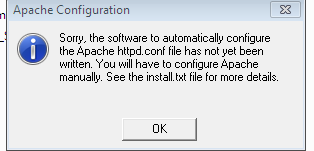 Apache Configuration
Sorry, the software to automatically configure
the Apache httpd.conf file has not yet been
written. You will have to configure Apache
manually. See the install.txt file for more details.
OK